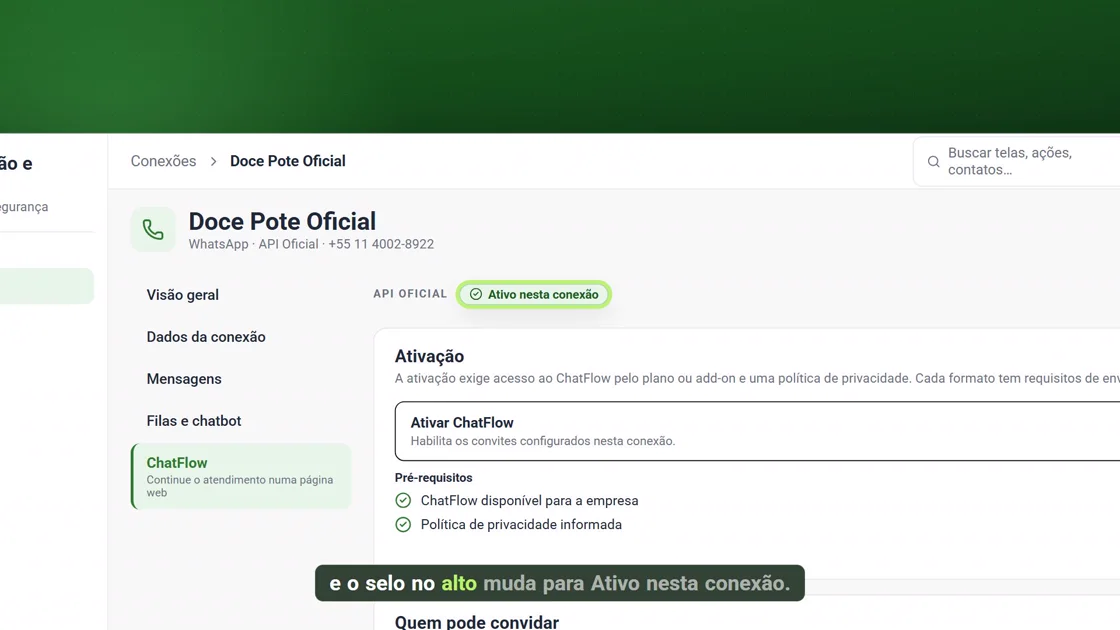 ão e
egurança
Conexões > Doce Pote Oficial
Buscar telas, ações,
contatos...
Doce Pote Oficial
WhatsApp · API Oficial · +55 11 4002-8922
Visão geral
Dados da conexão
Mensagens
Filas e chatbot
ChatFlow
Continue o atendimento numa página
web
API OFICIAL
Ativo nesta conexão
Ativação
A ativação exige acesso ao ChatFlow pelo plano ou add-on e uma política de privacidade. Cada formato tem requisitos de env
Ativar ChatFlow
Habilita os convites configurados nesta conexão.
Pré-requisitos
ChatFlow disponível para a empresa
Política de privacidade informada
e o selo no alto muda para Ativo nesta conexão.
Quem pode convidar